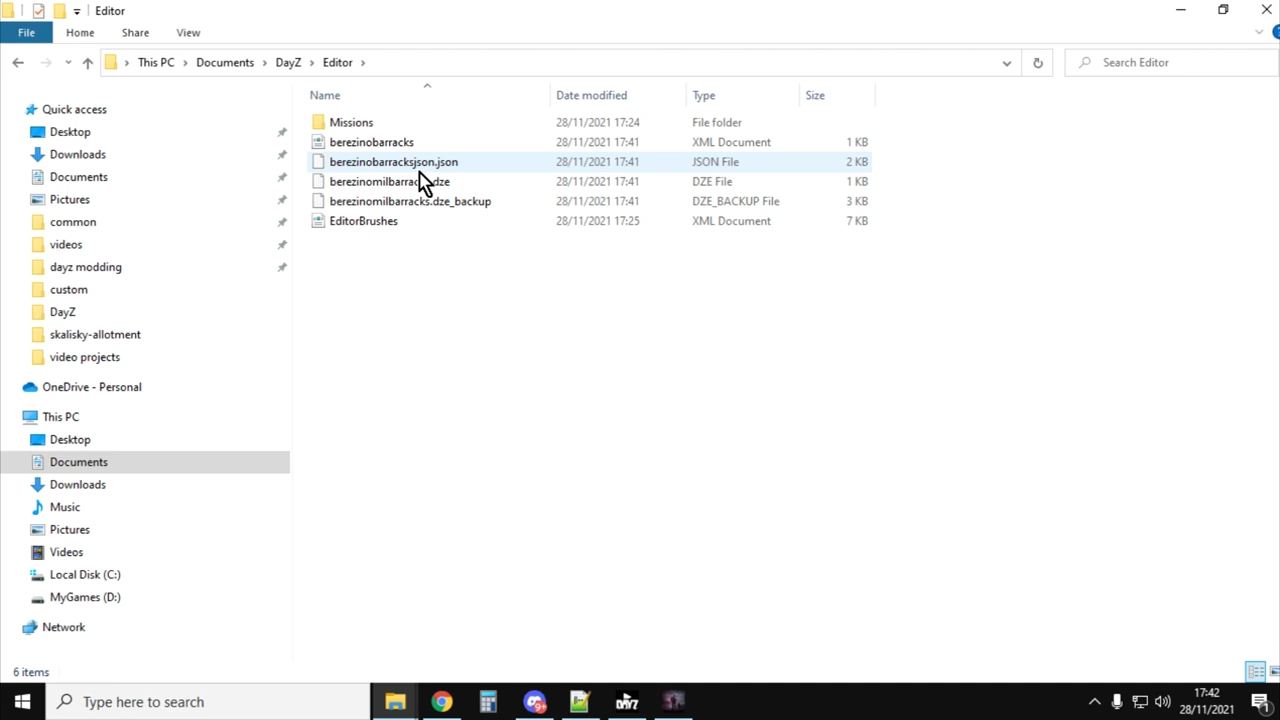 Editor
File Home Share View
This PC Documents DayZ Editor
Search Editor
Name Date modified Type Size
Quick access
Desktop
Downloads
Documents
Pictures
common
videos
dayz modding
custom
DayZ
skalisky-allotment
video projects
OneDrive - Personal
This PC
Desktop
Documents
Downloads
Music
Pictures
Videos
Local Disk (C:)
MyGames (D:)
Network
Missions 28/11/2021 17:24 File folder
berezinobarracks 28/11/2021 17:41 XML Document 1 KB
berezinobarracksjson.json 28/11/2021 17:41 JSON File 2 KB
berezinomilbarracks.dze 28/11/2021 17:41 DZE File 1 KB
berezinomilbarracks.dze_backup 28/11/2021 17:41 DZE_BACKUP File 3 KB
EditorBrushes 28/11/2021 17:25 XML Document 7 KB
6 items
Type here to search
9+
DAYZ
17:42
28/11/2021
1